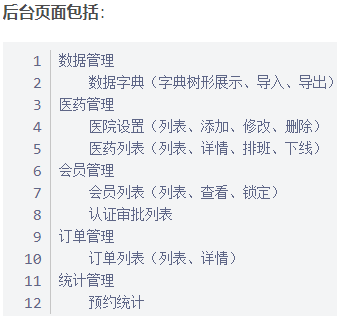 后台页面包括：
1 数据管理
2 数据字典（字典树形展示、导入、导出）
3 医药管理
4 医院设置（列表、添加、修改、删除）
5 医药列表（列表、详情、排班、下线）
6 会员管理
7 会员列表（列表、查看、锁定）
8 认证审批列表
9 订单管理
10 订单列表（列表、详情）
11 统计管理
12 预约统计